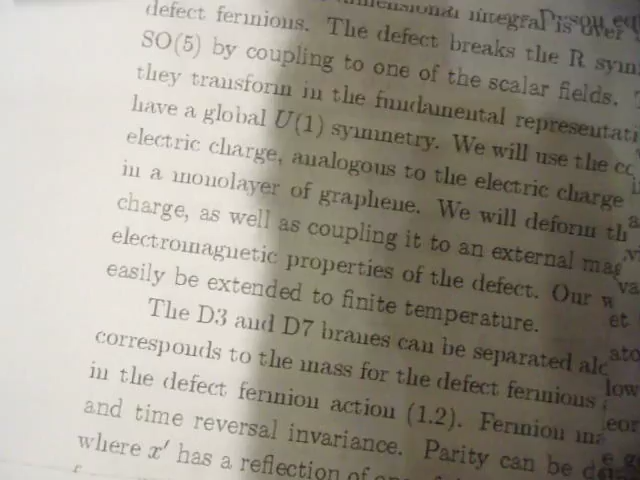 defect fermions. The defect breaks the R
SO(5) by coupling to one of the scalar fields.
they transform in the fundamental
have a global U(1) symmetry. We will use the
electric charge, analogous to the electric charge
in a monolayer of graphene. We will deform
charge, as well as coupling it to an external
electromagnetic properties of the defect. Our
easily be extended to finite temperature.
The D3 and D7 branes can be separated
corresponds to the mass for the defect fermions
in the defect fermion action (1.2). Fermion
and time reversal invariance. Parity can be
where x′ has a reflection of